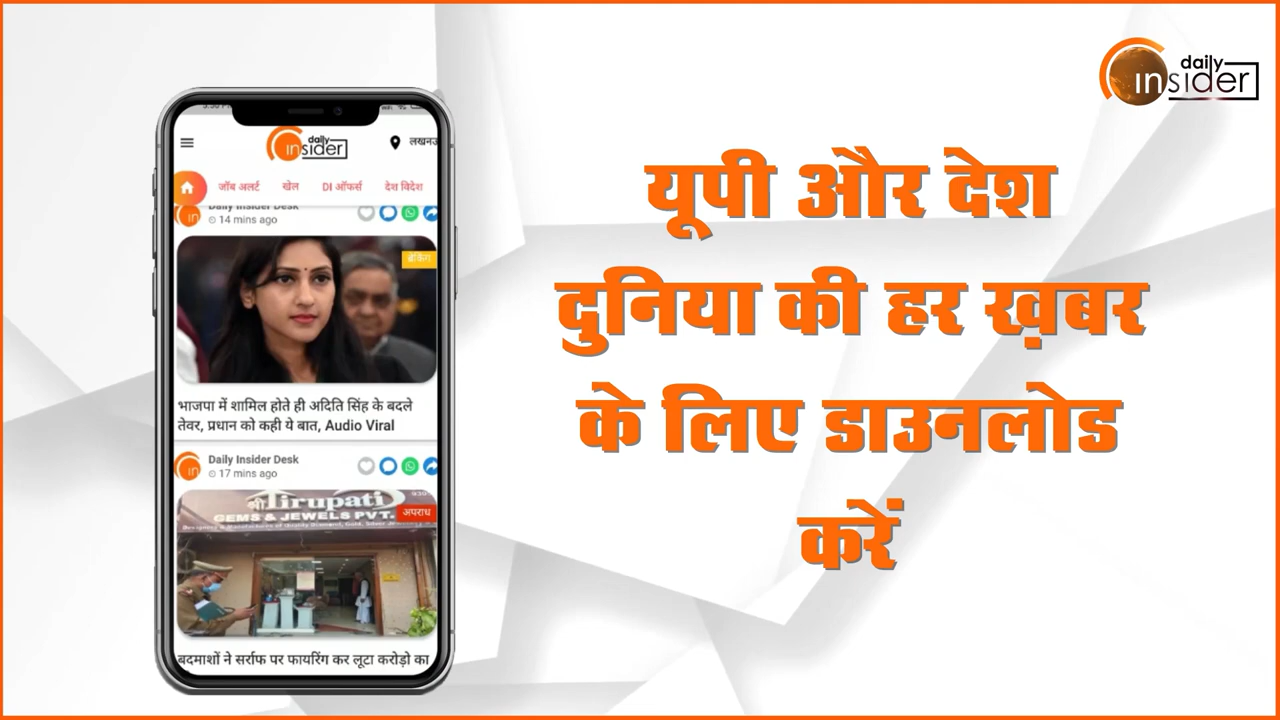 daily
insider
यूपी और देश
दुनिया की हर ख़बर
के लिए डाउनलोड
करें
daily
insider
लखनऊ
जॉब अलर्ट खेल DI ऑफर्स देश विदेश
Daily Insider Desk
14 mins ago
ब्रेकिंग
भाजपा में शामिल होते ही अदिति सिंह के बदले
तेवर, प्रधान को कही ये बात, Audio Viral
Daily Insider Desk
17 mins ago
श्री Tirupati
GEMS & JEWELS PVT.
अपराध
बदमाशों ने सर्राफ पर फायरिंग कर लूटा करोड़ो का